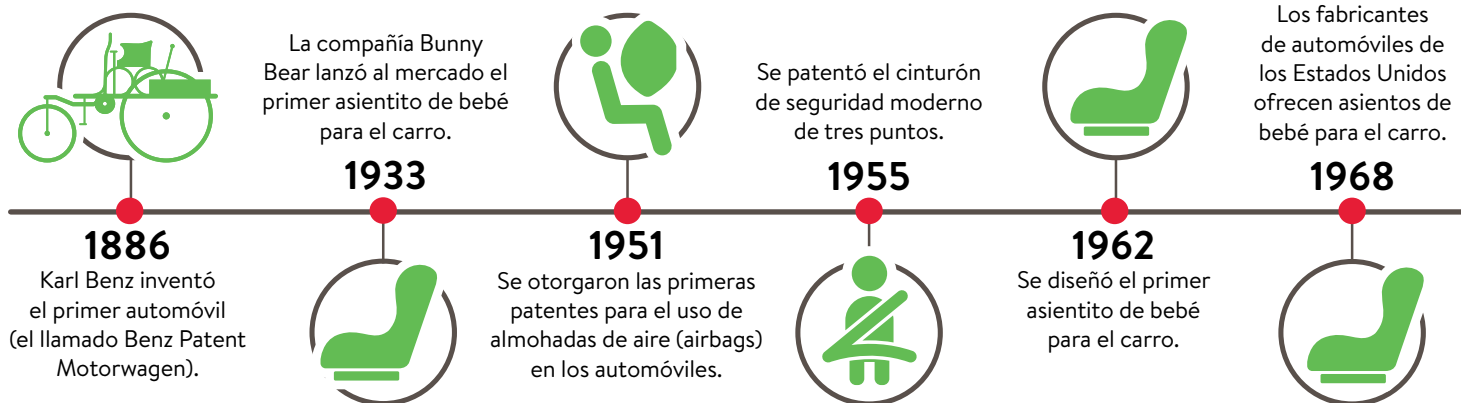 1886
Karl Benz inventó
el primer automóvil
(el llamado Benz Patent
Motorwagen).
La compañía Bunny
Bear lanzó al mercado el
primer asientito de bebé
para el carro.
1933
1951
Se otorgaron las primeras
patentes para el uso de
almohadas de aire (airbags)
en los automóviles.
Se patentó el cinturón
de seguridad moderno
de tres puntos.
1955
1962
Se diseñó el primer
asientito de bebé
para el carro.
Los fabricantes
de automóviles de
los Estados Unidos
ofrecen asientos de
bebé para el carro.
1968